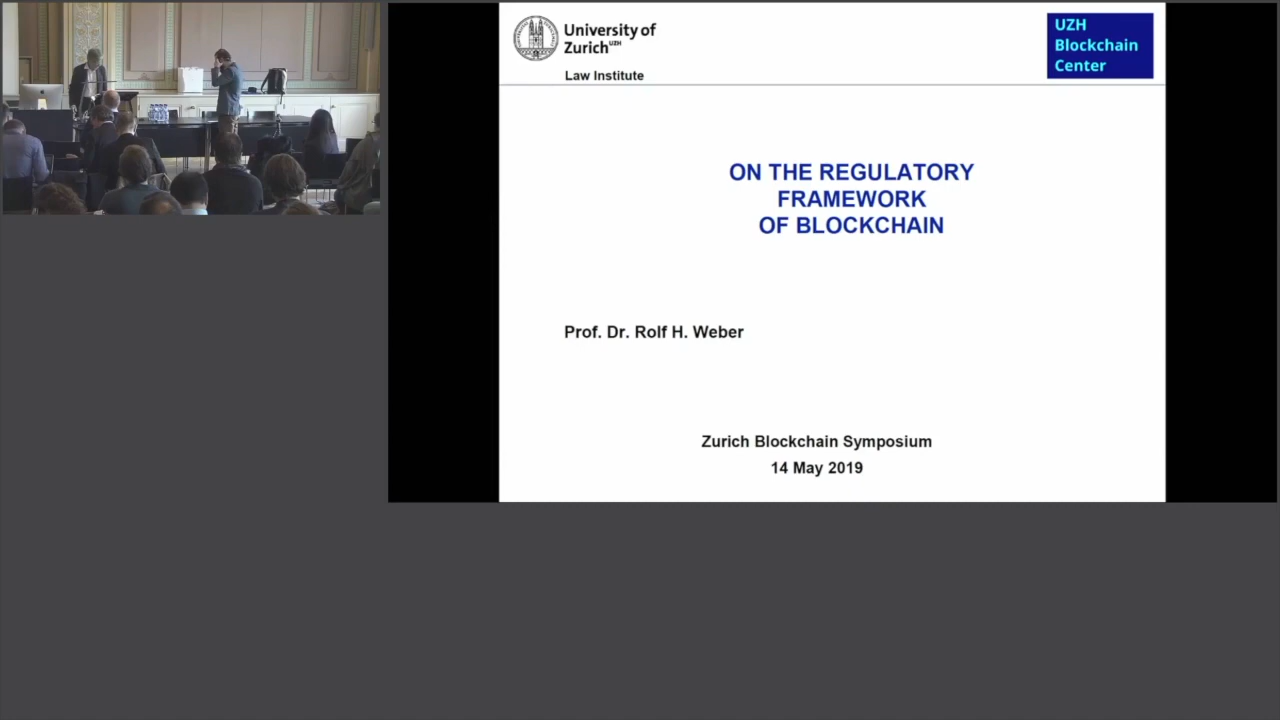 University of
Zurich UZH
Law Institute
UZH
Blockchain
Center
ON THE REGULATORY
FRAMEWORK
OF BLOCKCHAIN
Prof. Dr. Rolf H. Weber
Zurich Blockchain Symposium
14 May 2019